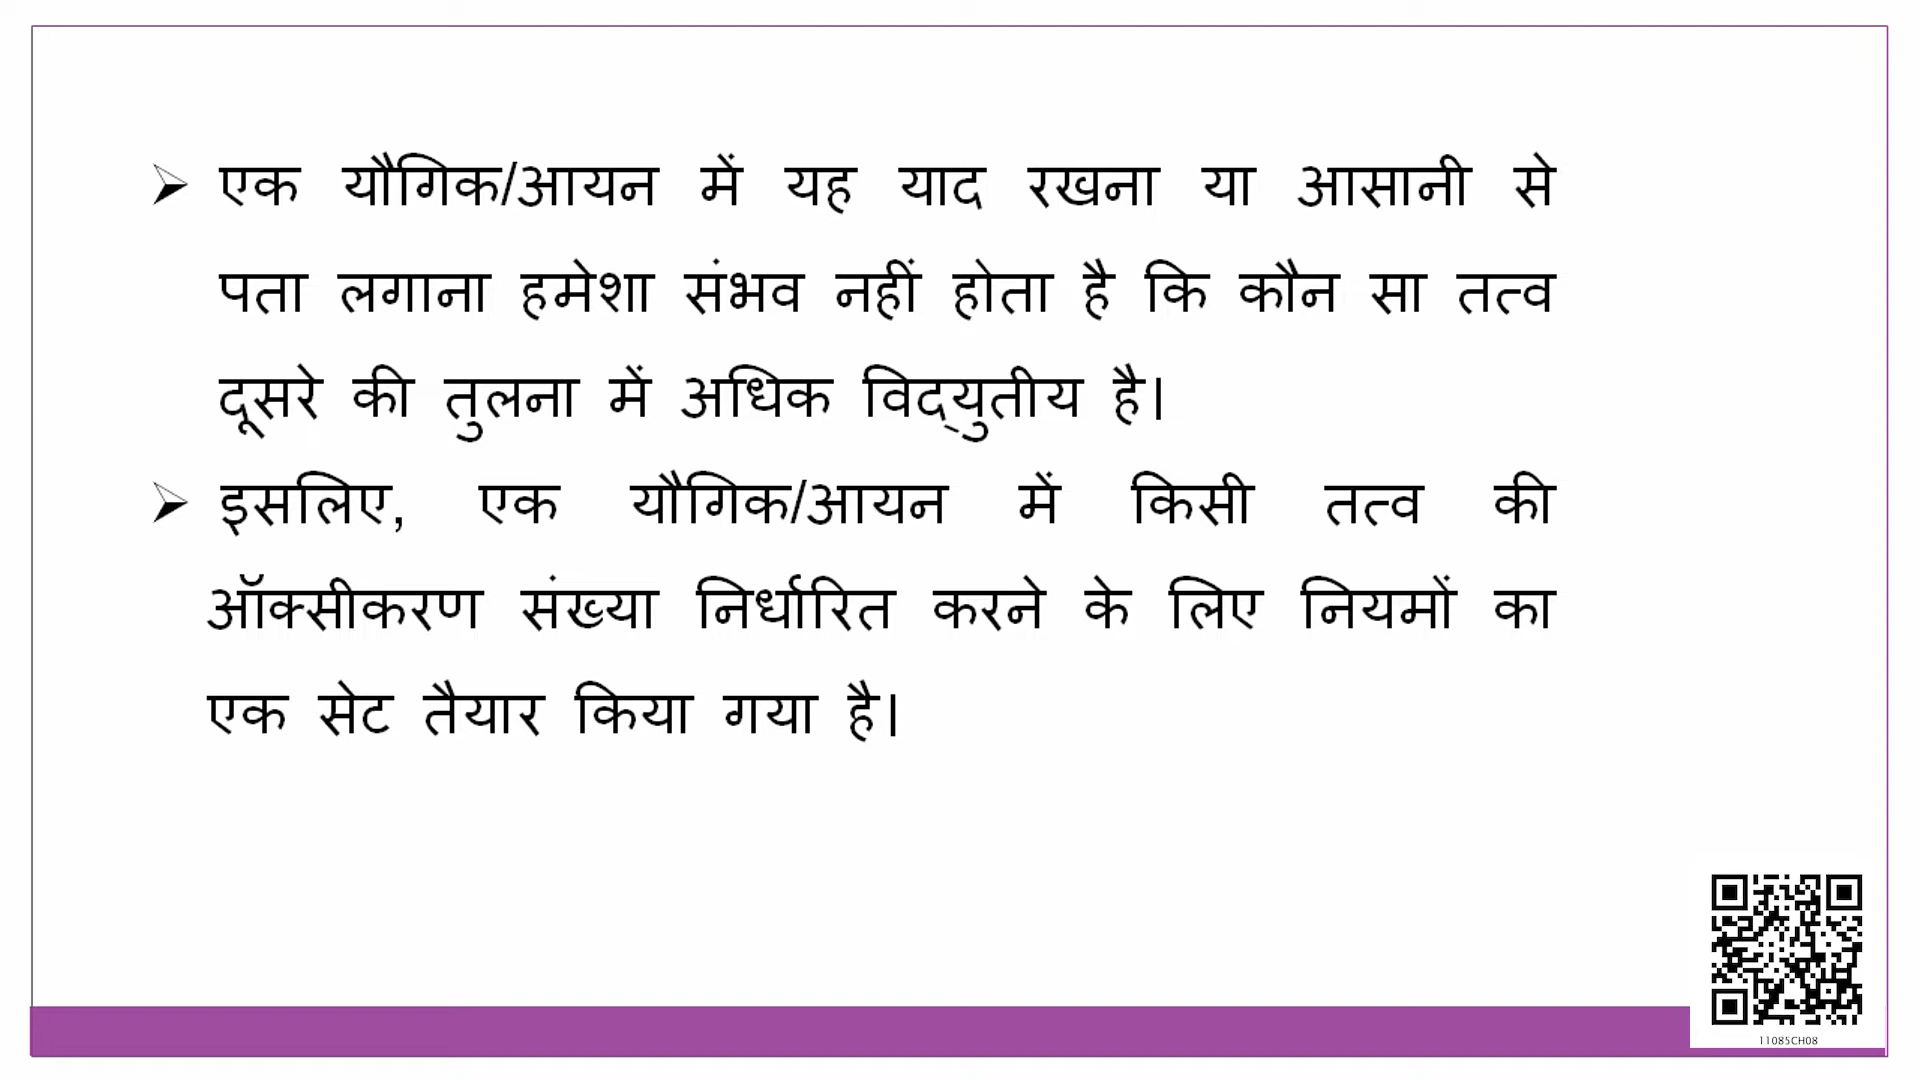 ➢ एक यौगिक/आयन में यह याद रखना या आसानी से
पता लगाना हमेशा संभव नहीं होता है कि कौन सा तत्व
दूसरे की तुलना में अधिक विद्युतीय है।
➢ इसलिए, एक यौगिक/आयन में किसी तत्व की
ऑक्सीकरण संख्या निर्धारित करने के लिए नियमों का
एक सेट तैयार किया गया है।
11085CH08